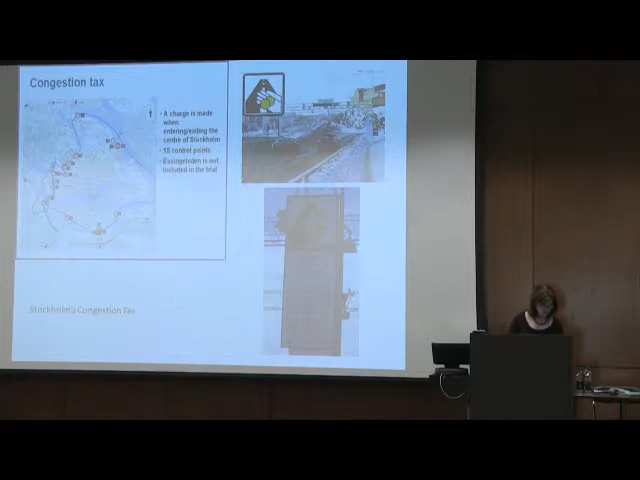 Congestion tax
• A charge is made
when
entering/exiting the
centre of Stockholm
• 18 control points
• Essingeleden is not
included in the trial
Stockholm's Congestion Tax